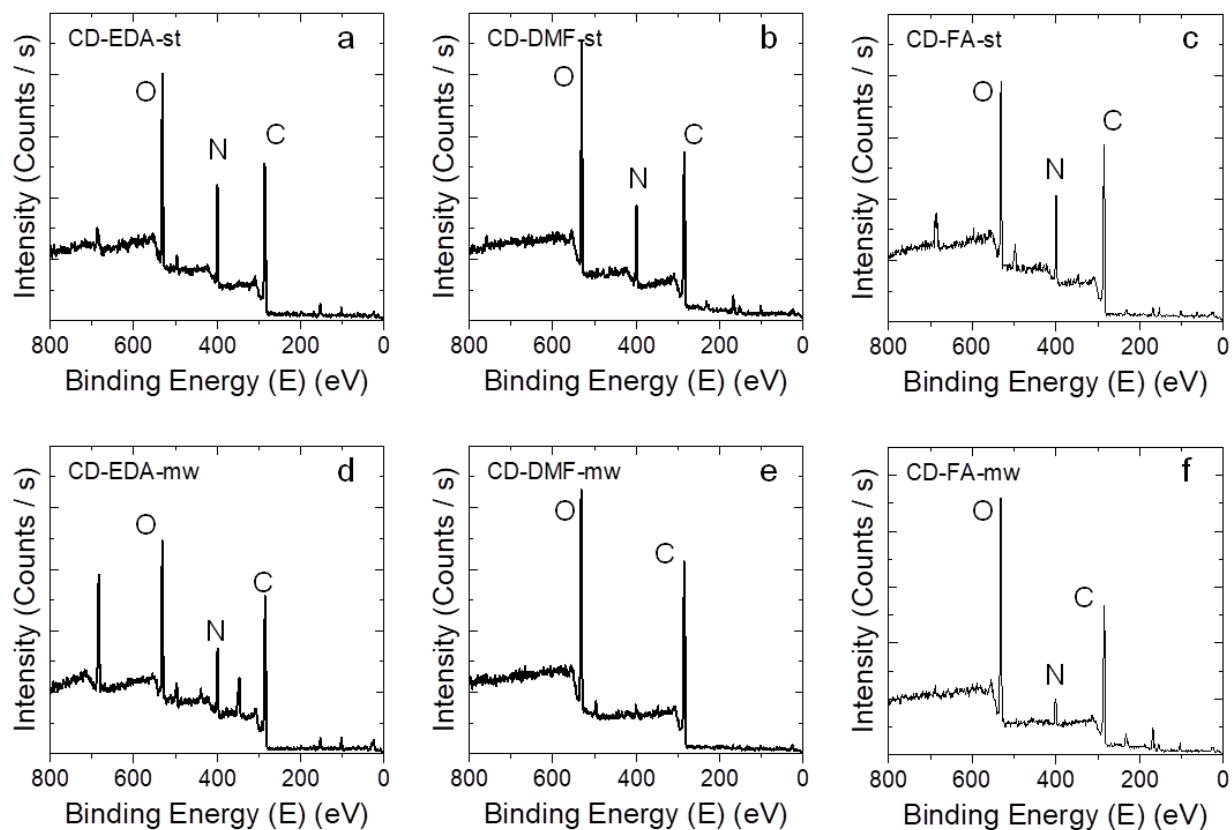 CD-EDA-st a
O
N
C
Intensity (Counts / s)
800 600 400 200 0
Binding Energy (E) (eV)
CD-DMF-st b
O
N
C
Intensity (Counts / s)
800 600 400 200 0
Binding Energy (E) (eV)
CD-FA-st c
O
N
C
Intensity (Counts / s)
800 600 400 200 0
Binding Energy (E) (eV)
CD-EDA-mw d
O
N
C
Intensity (Counts / s)
800 600 400 200 0
Binding Energy (E) (eV)
CD-DMF-mw e
O
C
Intensity (Counts / s)
800 600 400 200 0
Binding Energy (E) (eV)
CD-FA-mw f
O
N
C
Intensity (Counts / s)
800 600 400 200 0
Binding Energy (E) (eV)